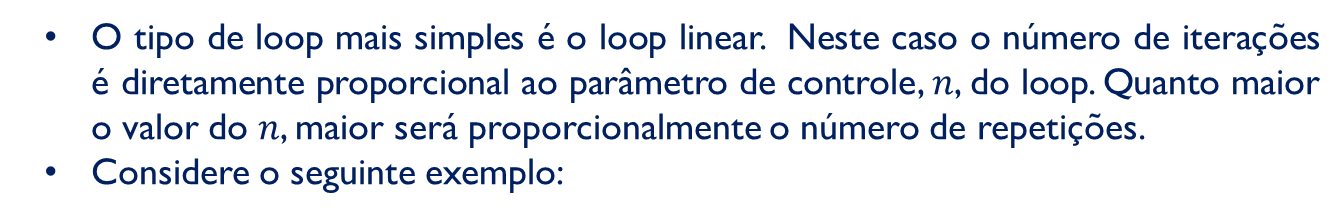 • O tipo de loop mais simples é o loop linear. Neste caso o número de iterações
é diretamente proporcional ao parâmetro de controle, n, do loop. Quanto maior
o valor do n, maior será proporcionalmente o número de repetições.
• Considere o seguinte exemplo: